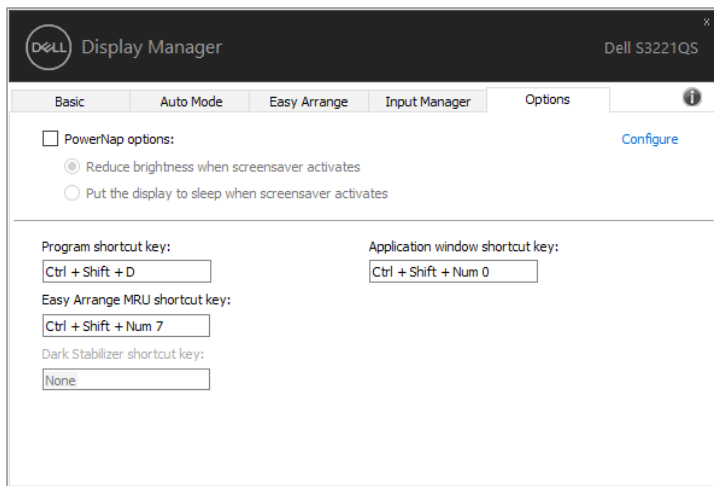 x
DELL Display Manager Dell S3221QS
Basic Auto Mode Easy Arrange Input Manager Options i
PowerNap options: Configure
Reduce brightness when screensaver activates
Put the display to sleep when screensaver activates
Program shortcut key: Application window shortcut key:
Ctrl + Shift + D Ctrl + Shift + Num 0
Easy Arrange MRU shortcut key:
Ctrl + Shift + Num 7
Dark Stabilizer shortcut key:
None